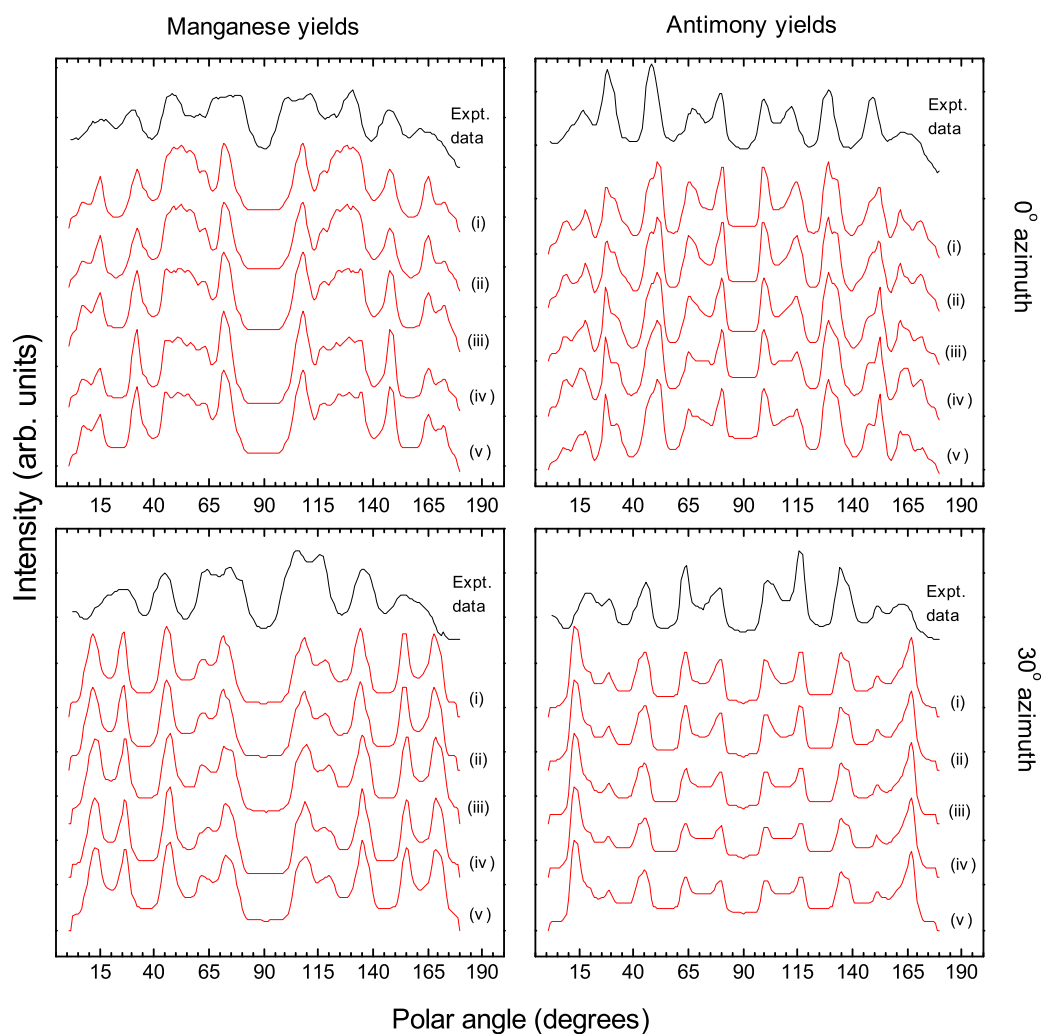 Manganese yields
Antimony yields
Expt.
data
(i)
(ii)
(iii)
(iv)
(v)
Expt.
data
(i)
(ii)
(iii)
(iv)
(v)
0° azimuth
15 40 65 90 115 140 165 190
15 40 65 90 115 140 165 190
Intensity (arb. units)
Expt.
data
(i)
(ii)
(iii)
(iv)
(v)
Expt.
data
(i)
(ii)
(iii)
(iv)
(v)
30° azimuth
15 40 65 90 115 140 165 190
15 40 65 90 115 140 165 190
Polar angle (degrees)